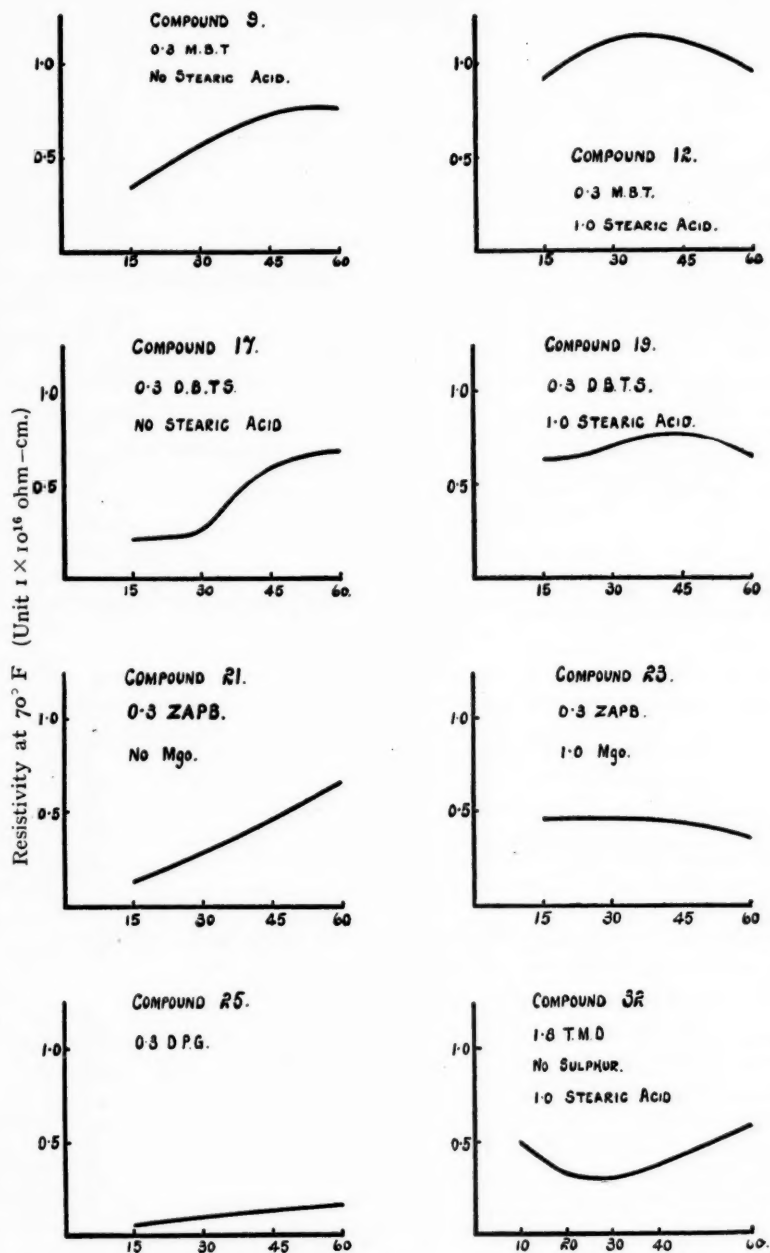 Resistivity at 70° F (Unit 1 × 10¹⁶ ohm–cm.)
COMPOUND 9.
0·3 M.B.T
NO STEARIC ACID.
1·0
0·5
15 30 45 60
COMPOUND 12.
0·3 M.B.T.
1·0 STEARIC ACID.
1·0
0·5
15 30 45 60
COMPOUND 17.
0·3 D.B.T.S.
NO STEARIC ACID
1·0
0·5
15 30 45 60.
COMPOUND 19.
0·3 D.B.T.S.
1·0 STEARIC ACID.
1·0
0·5
15 30 45 60
COMPOUND 21.
0·3 ZAPB.
NO Mgo.
1·0
0·5
15 30 45 60
COMPOUND 23.
0·3 ZAPB.
1·0 Mgo.
1·0
0·5
15 30 45 60
COMPOUND 25.
0·3 D P.G.
1·0
0·5
15 30 45 60
COMPOUND 32
1·8 T.M.D
NO SULPHUR.
1·0 STEARIC ACID
1·0
0·5
10 20 30 40 60.